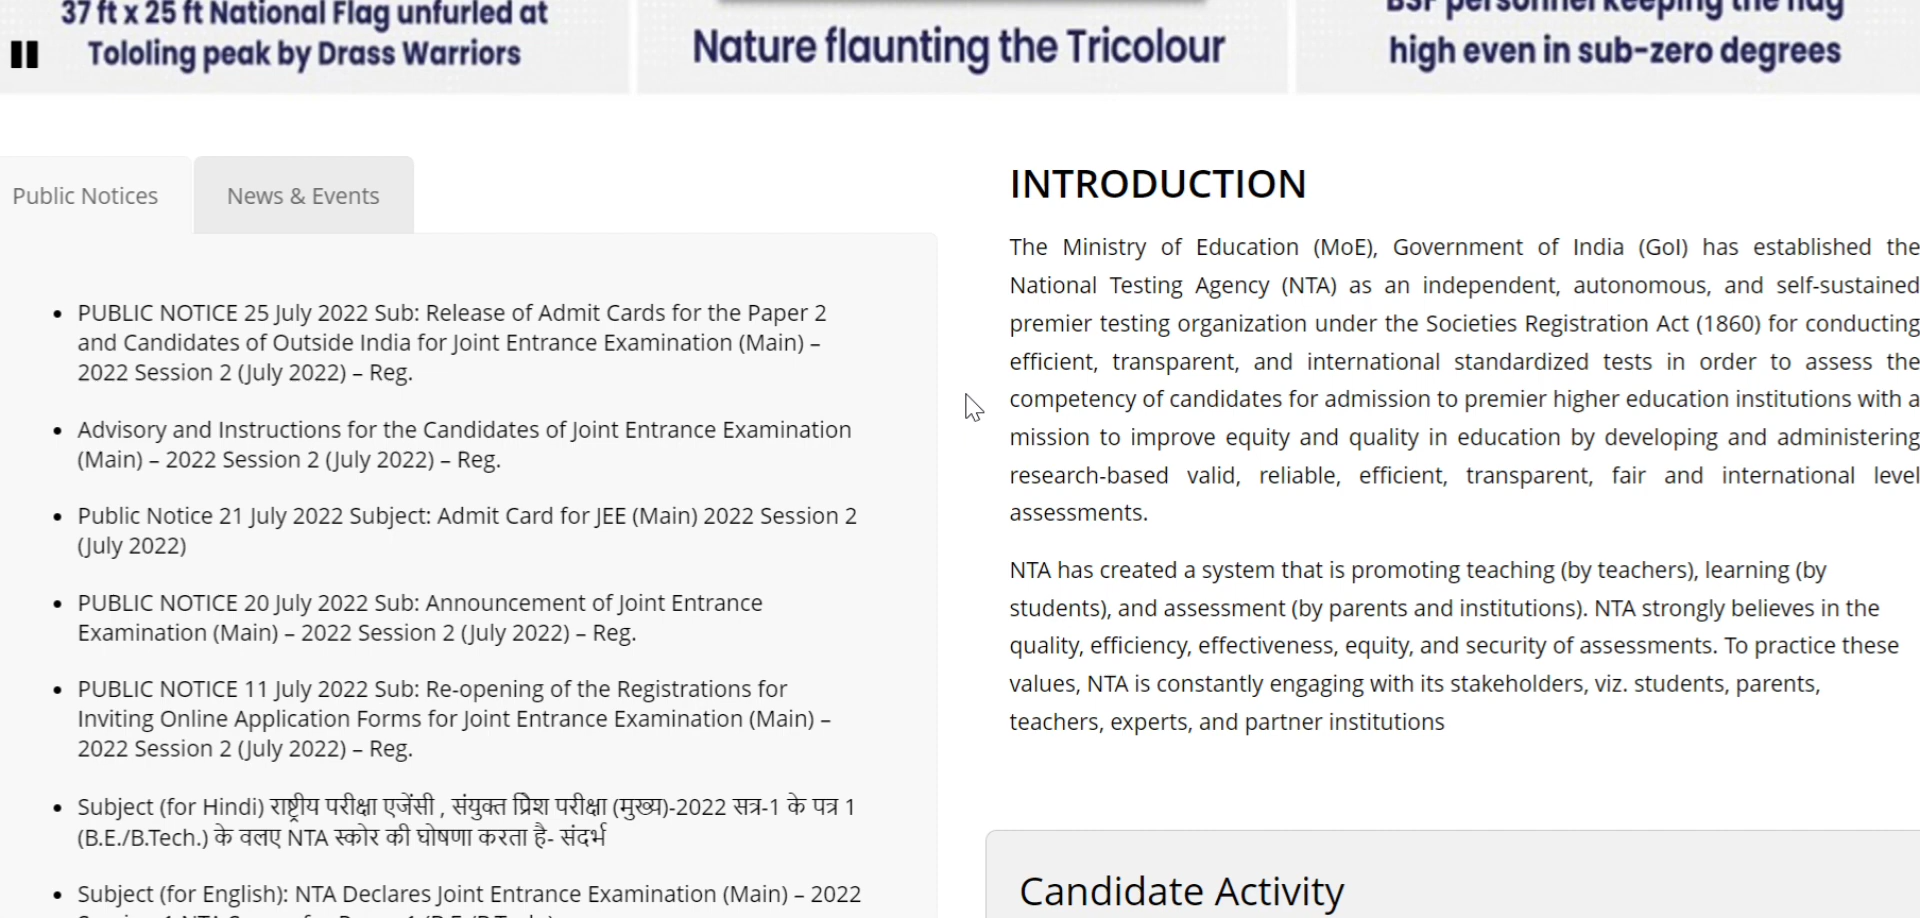 37 ft x 25 ft National Flag unfurled at
Tololing peak by Drass Warriors
Nature flaunting the Tricolour
BSF personnel keeping the flag
high even in sub-zero degrees
Public Notices
News & Events
PUBLIC NOTICE 25 July 2022 Sub: Release of Admit Cards for the Paper 2
and Candidates of Outside India for Joint Entrance Examination (Main) –
2022 Session 2 (July 2022) – Reg.
Advisory and Instructions for the Candidates of Joint Entrance Examination
(Main) – 2022 Session 2 (July 2022) – Reg.
Public Notice 21 July 2022 Subject: Admit Card for JEE (Main) 2022 Session 2
(July 2022)
PUBLIC NOTICE 20 July 2022 Sub: Announcement of Joint Entrance
Examination (Main) – 2022 Session 2 (July 2022) – Reg.
PUBLIC NOTICE 11 July 2022 Sub: Re-opening of the Registrations for
Inviting Online Application Forms for Joint Entrance Examination (Main) –
2022 Session 2 (July 2022) – Reg.
Subject (for Hindi) राष्ट्रीय परीक्षा एजेंसी , संयुक्त प्रिेश परीक्षा (मुख्य)-2022 सत्र-1 के पत्र 1
(B.E./B.Tech.) के वलए NTA स्कोर की घोषणा करता है- संदर्भ
Subject (for English): NTA Declares Joint Entrance Examination (Main) – 2022
INTRODUCTION
The Ministry of Education (MoE), Government of India (GoI) has established the
National Testing Agency (NTA) as an independent, autonomous, and self-sustained
premier testing organization under the Societies Registration Act (1860) for conducting
efficient, transparent, and international standardized tests in order to assess the
competency of candidates for admission to premier higher education institutions with a
mission to improve equity and quality in education by developing and administering
research-based valid, reliable, efficient, transparent, fair and international level
assessments.
NTA has created a system that is promoting teaching (by teachers), learning (by
students), and assessment (by parents and institutions). NTA strongly believes in the
quality, efficiency, effectiveness, equity, and security of assessments. To practice these
values, NTA is constantly engaging with its stakeholders, viz. students, parents,
teachers, experts, and partner institutions
Candidate Activity